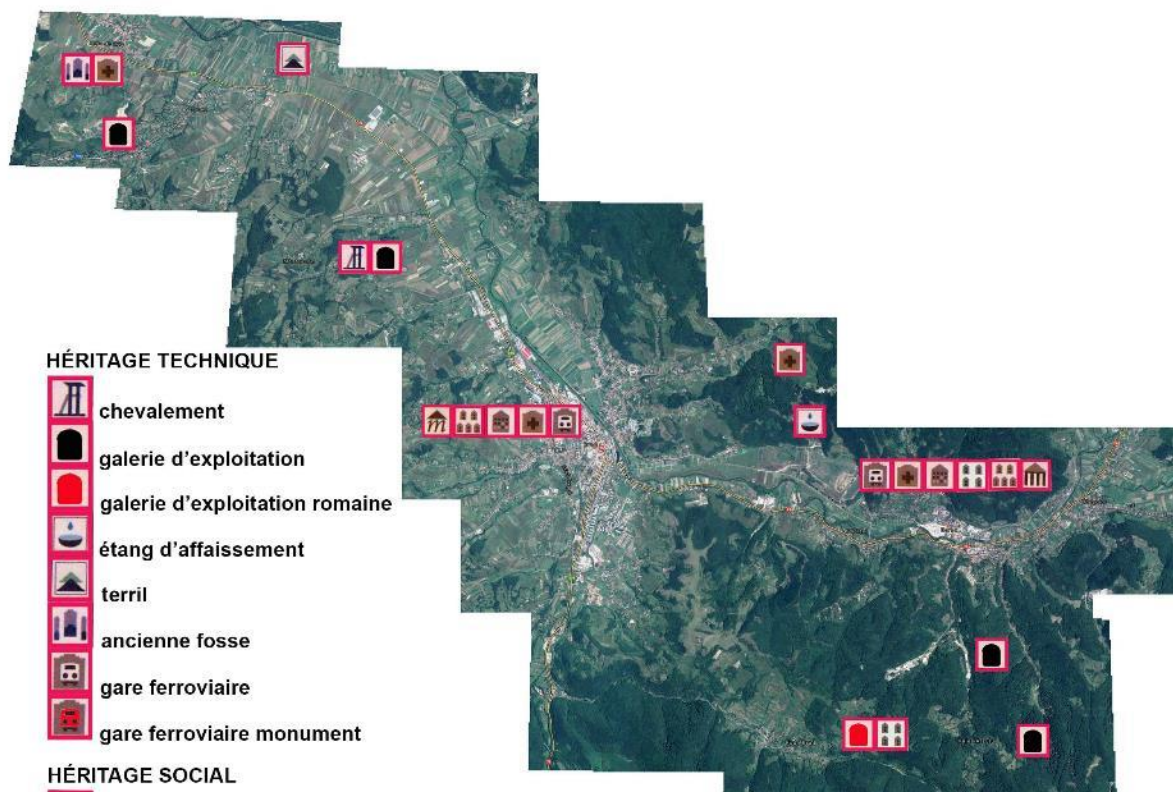 HÉRITAGE TECHNIQUE
chevalement
galerie d'exploitation
galerie d'exploitation romaine
étang d'affaissement
terril
ancienne fosse
gare ferroviaire
gare ferroviaire monument
HÉRITAGE SOCIAL